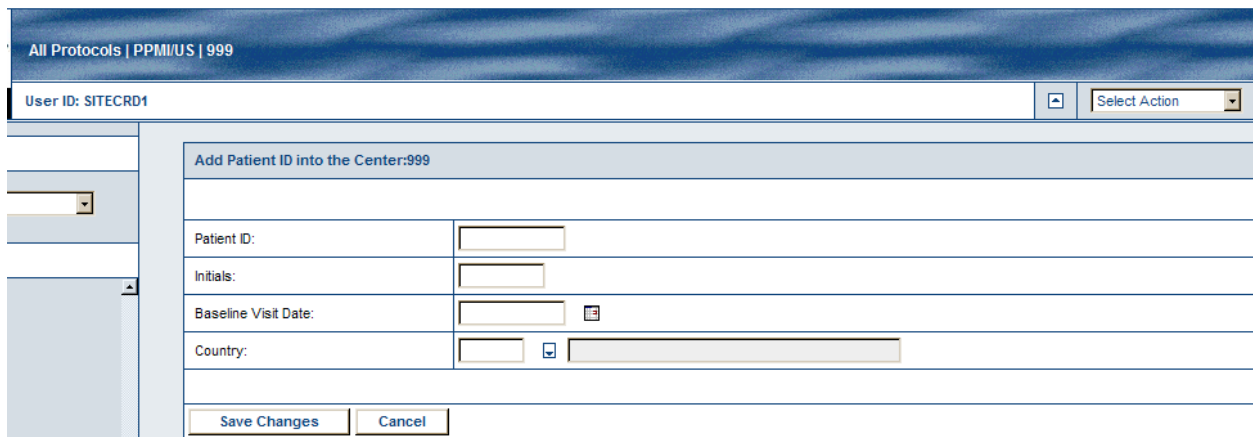 All Protocols | PPMI/US | 999
User ID: SITECRD1
Select Action
Add Patient ID into the Center:999
Patient ID:
Initials:
Baseline Visit Date:
Country:
Save Changes Cancel